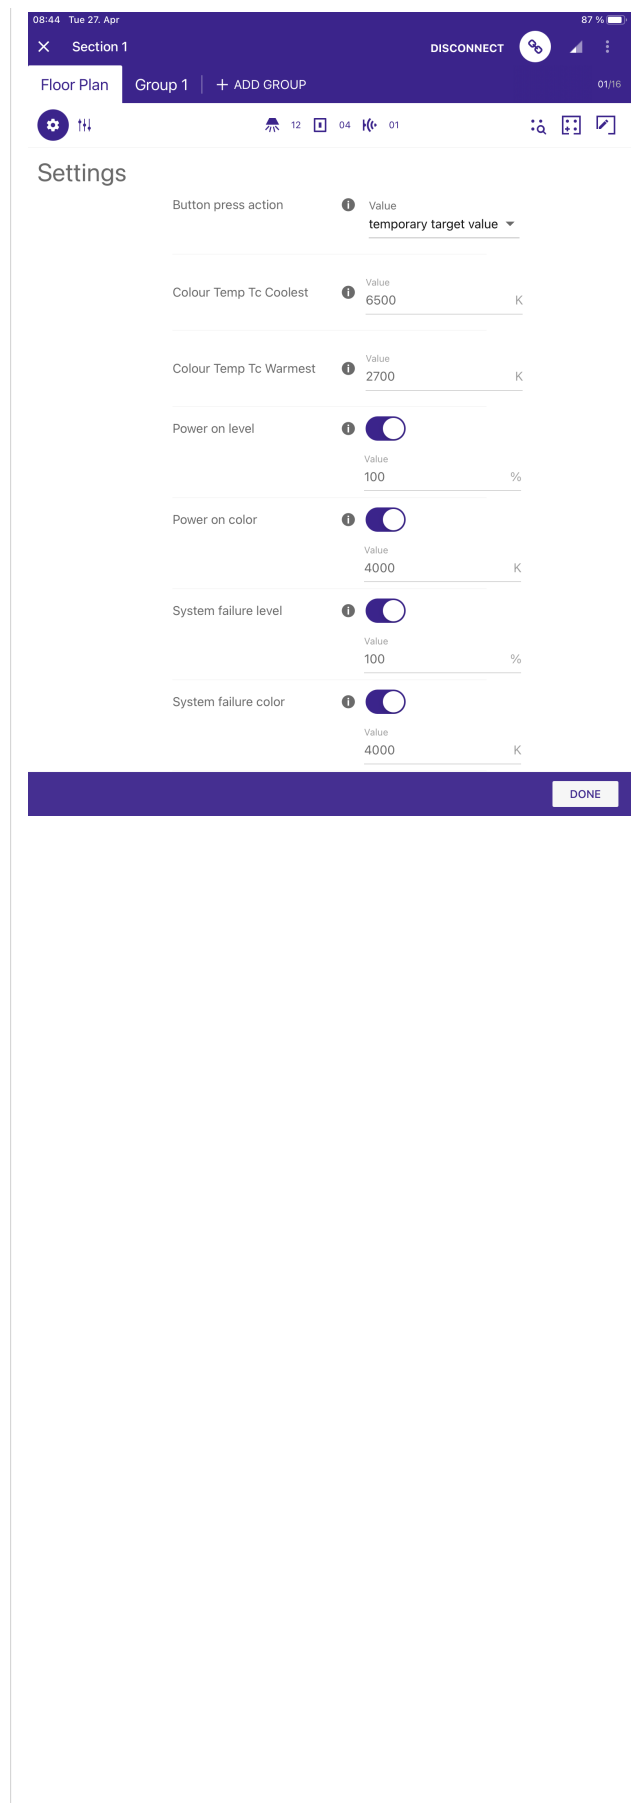 08:44 Tue 27. Apr 87 %
Section 1 DISCONNECT
Floor Plan Group 1 + ADD GROUP 01/16
12 04 01
Settings
Button press action Value
temporary target value
Colour Temp Tc Coolest Value
6500 K
Colour Temp Tc Warmest Value
2700 K
Power on level
Value
100 %
Power on color
Value
4000 K
System failure level
Value
100 %
System failure color
Value
4000 K
DONE